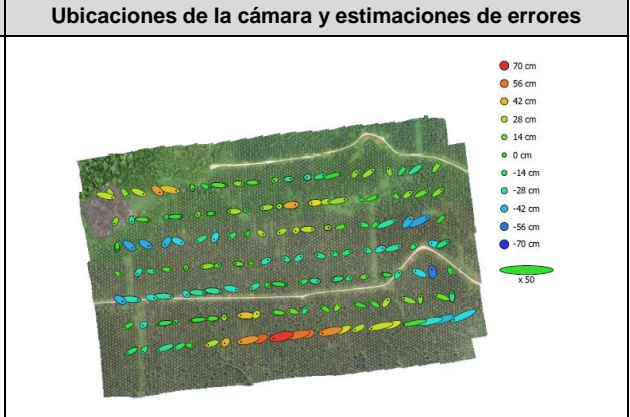 Ubicaciones de la cámara y estimaciones de errores
70 cm
56 cm
42 cm
28 cm
14 cm
0 cm
-14 cm
-28 cm
-42 cm
-56 cm
-70 cm
x 50